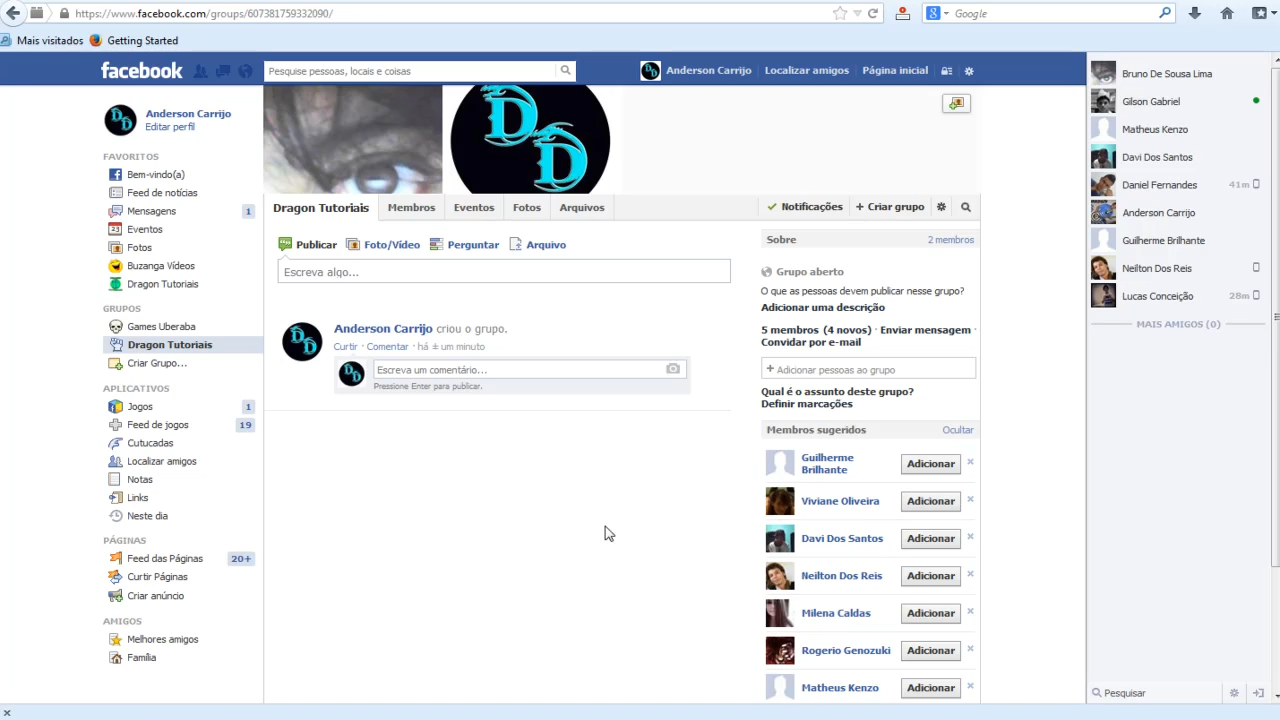 https://www.facebook.com/groups/607381759332090/
Google
Mais visitados
Getting Started
facebook
Pesquise pessoas, locais e coisas
Anderson Carrijo
Localizar amigos
Página inicial
Anderson Carrijo
Editar perfil
FAVORITOS
Bem-vindo(a)
Feed de notícias
Mensagens 1
Eventos
Fotos
Buzanga Vídeos
Dragon Tutoriais
GRUPOS
Games Uberaba
Dragon Tutoriais
Criar Grupo...
APLICATIVOS
Jogos 1
Feed de jogos 19
Cutucadas
Localizar amigos
Notas
Links
Neste dia
PÁGINAS
Feed das Páginas 20+
Curtir Páginas
Criar anúncio
AMIGOS
Melhores amigos
Família
DD
Dragon Tutoriais
Membros
Eventos
Fotos
Arquivos
Notificações
+ Criar grupo
Publicar
Foto/Vídeo
Perguntar
Arquivo
Escreva algo...
Anderson Carrijo criou o grupo.
Curtir · Comentar · há ± um minuto
Escreva um comentário...
Pressione Enter para publicar.
Sobre
2 membros
Grupo aberto
O que as pessoas devem publicar nesse grupo?
Adicionar uma descrição
5 membros (4 novos) · Enviar mensagem ·
Convidar por e-mail
+ Adicionar pessoas ao grupo
Qual é o assunto deste grupo?
Definir marcações
Membros sugeridos
Ocultar
Guilherme
Brilhante
Adicionar
Viviane Oliveira
Adicionar
Davi Dos Santos
Adicionar
Neilton Dos Reis
Adicionar
Milena Caldas
Adicionar
Rogerio Genozuki
Adicionar
Matheus Kenzo
Adicionar
Bruno De Sousa Lima
Gilson Gabriel
Matheus Kenzo
Davi Dos Santos
Daniel Fernandes 41m
Anderson Carrijo
Guilherme Brilhante
Neilton Dos Reis
Lucas Conceição 28m
MAIS AMIGOS (0)
Pesquisar